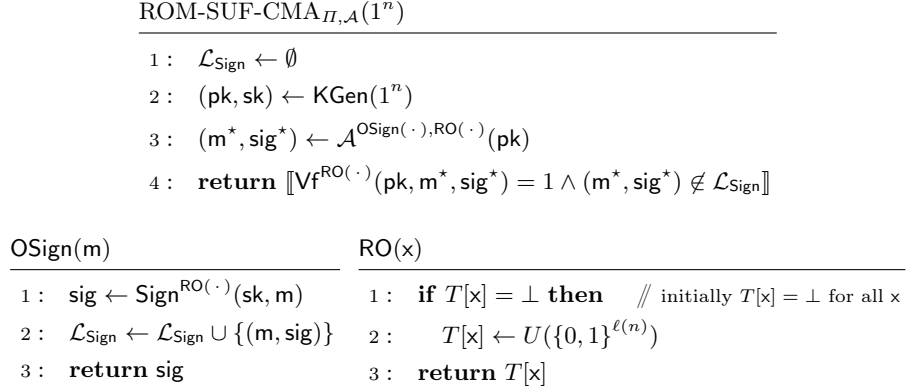 ROM-SUF-CMA_{Π,𝒜}(1^n)
1 : ℒ_Sign ← ∅
2 : (pk, sk) ← KGen(1^n)
3 : (m*, sig*) ← 𝒜^{OSign(·),RO(·)}(pk)
4 : return ⟦Vf^{RO(·)}(pk, m*, sig*) = 1 ∧ (m*, sig*) ∉ ℒ_Sign⟧
OSign(m)
1 : sig ← Sign^{RO(·)}(sk, m)
2 : ℒ_Sign ← ℒ_Sign ∪ {(m, sig)}
3 : return sig
RO(x)
1 : if T[x] = ⊥ then // initially T[x] = ⊥ for all x
2 : T[x] ← U({0, 1}^{ℓ(n)})
3 : return T[x]